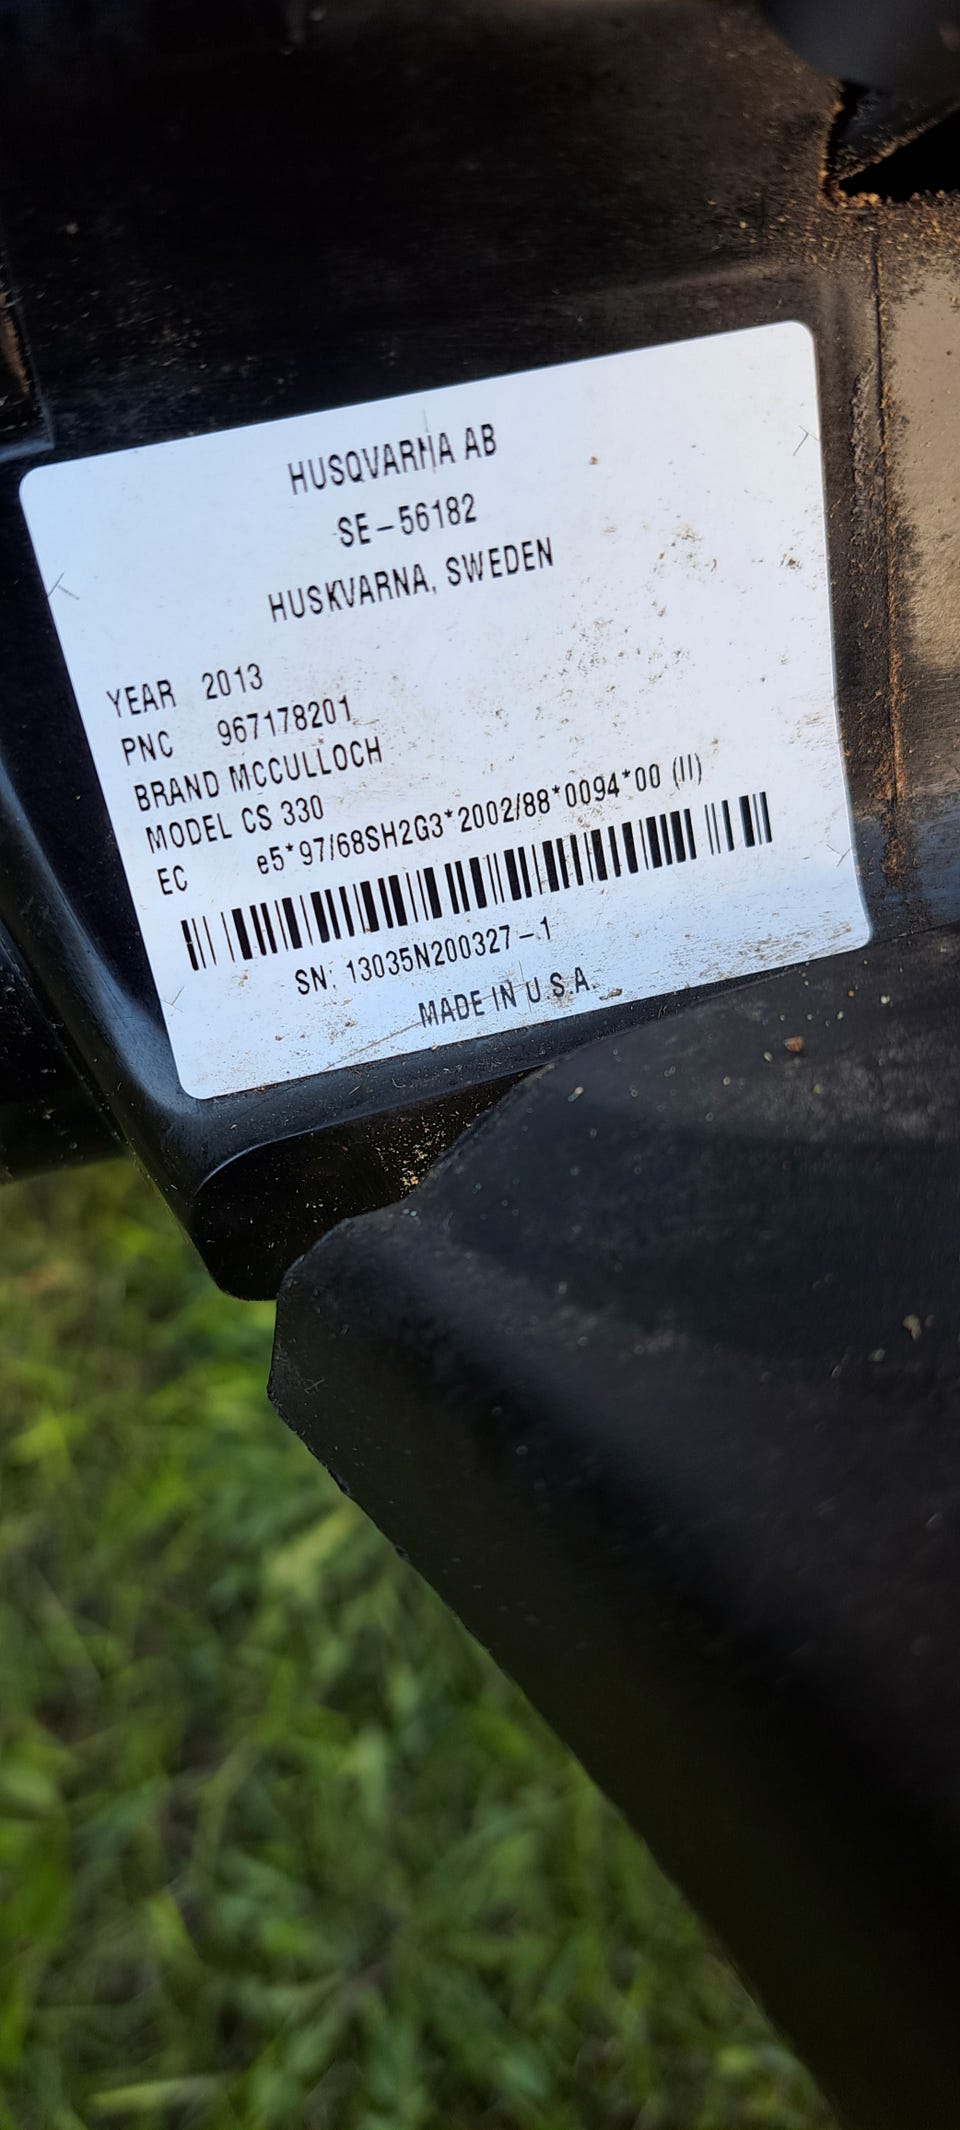 HUSQVARNA AB
SE-56182
HUSKVARNA, SWEDEN
YEAR 2013
PNC 967178201
BRAND MCCULLOCH
MODEL CS 330
EC e5*97/68SH2G3*2002/88*0094*00 (II)
SN: 13035N200327-1
MADE IN U.S.A.